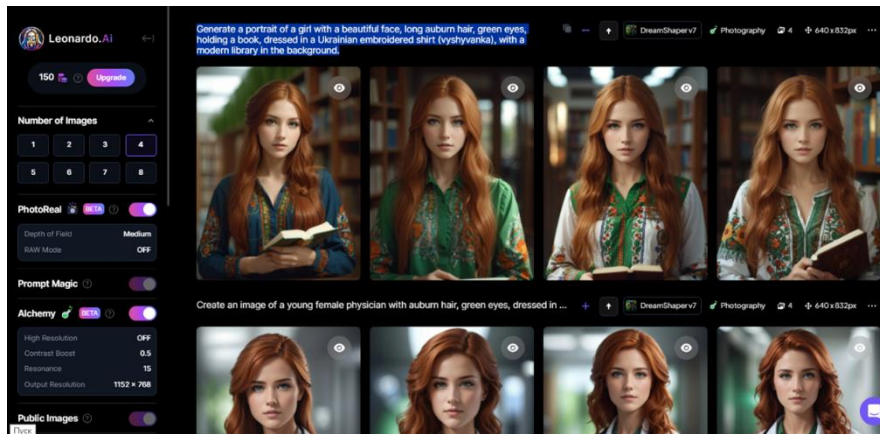 Leonardo.Ai
150
Upgrade
Number of Images
1 2 3 4
5 6 7 8
PhotoReal BETA
Depth of Field Medium
RAW Mode OFF
Prompt Magic
Alchemy BETA
High Resolution OFF
Contrast Boost 0.5
Resonance 15
Output Resolution 1152 × 768
Public Images
Пуск
Generate a portrait of a girl with a beautiful face, long auburn hair, green eyes,
holding a book, dressed in a Ukrainian embroidered shirt (vyshyvanka), with a
modern library in the background.
DreamShaper v7 Photography 4 640 x 832px ...
Create an image of a young female physician with auburn hair, green eyes, dressed in ...
DreamShaper v7 Photography 4 640 x 832px ...